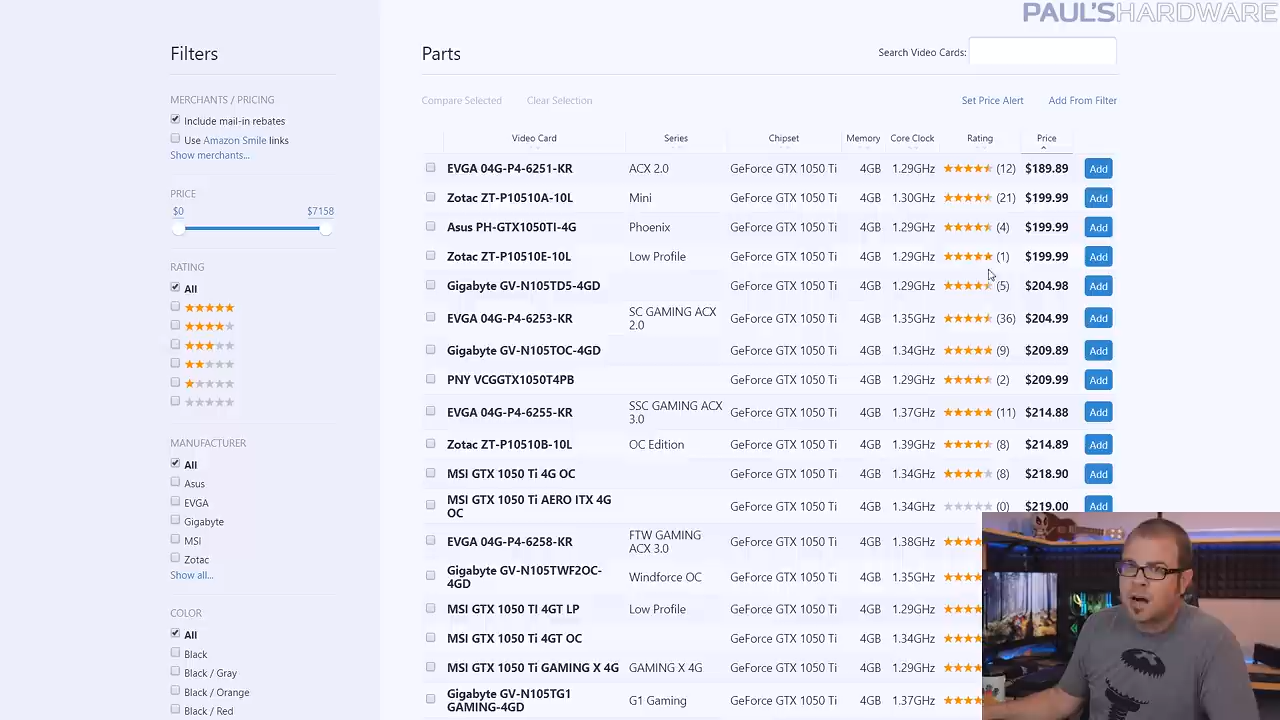 PAUL'SHARDWARE
Filters
MERCHANTS / PRICING
Include mail-in rebates
Use Amazon Smile links
Show merchants...
PRICE
$0 $7158
RATING
All
MANUFACTURER
All
Asus
EVGA
Gigabyte
MSI
Zotac
Show all...
COLOR
All
Black
Black / Gray
Black / Orange
Black / Red
Parts
Search Video Cards:
Compare Selected Clear Selection Set Price Alert Add From Filter
Video Card Series Chipset Memory Core Clock Rating Price
EVGA 04G-P4-6251-KR ACX 2.0 GeForce GTX 1050 Ti 4GB 1.29GHz (12) $189.89 Add
Zotac ZT-P10510A-10L Mini GeForce GTX 1050 Ti 4GB 1.30GHz (21) $199.99 Add
Asus PH-GTX1050TI-4G Phoenix GeForce GTX 1050 Ti 4GB 1.29GHz (4) $199.99 Add
Zotac ZT-P10510E-10L Low Profile GeForce GTX 1050 Ti 4GB 1.29GHz (1) $199.99 Add
Gigabyte GV-N105TD5-4GD GeForce GTX 1050 Ti 4GB 1.29GHz (5) $204.98 Add
EVGA 04G-P4-6253-KR SC GAMING ACX GeForce GTX 1050 Ti 4GB 1.35GHz (36) $204.99 Add
2.0
Gigabyte GV-N105TOC-4GD GeForce GTX 1050 Ti 4GB 1.34GHz (9) $209.89 Add
PNY VCGGTX1050T4PB GeForce GTX 1050 Ti 4GB 1.29GHz (2) $209.99 Add
EVGA 04G-P4-6255-KR SSC GAMING ACX GeForce GTX 1050 Ti 4GB 1.37GHz (11) $214.88 Add
3.0
Zotac ZT-P10510B-10L OC Edition GeForce GTX 1050 Ti 4GB 1.39GHz (8) $214.89 Add
MSI GTX 1050 Ti 4G OC GeForce GTX 1050 Ti 4GB 1.34GHz (8) $218.90 Add
MSI GTX 1050 Ti AERO ITX 4G GeForce GTX 1050 Ti 4GB 1.34GHz (0) $219.00 Add
OC
EVGA 04G-P4-6258-KR FTW GAMING GeForce GTX 1050 Ti 4GB 1.38GHz
ACX 3.0
Gigabyte GV-N105TWF2OC- Windforce OC GeForce GTX 1050 Ti 4GB 1.35GHz
4GD
MSI GTX 1050 TI 4GT LP Low Profile GeForce GTX 1050 Ti 4GB 1.29GHz
MSI GTX 1050 Ti 4GT OC GeForce GTX 1050 Ti 4GB 1.34GHz
MSI GTX 1050 Ti GAMING X 4G GAMING X 4G GeForce GTX 1050 Ti 4GB 1.29GHz
Gigabyte GV-N105TG1 G1 Gaming GeForce GTX 1050 Ti 4GB 1.37GHz
GAMING-4GD